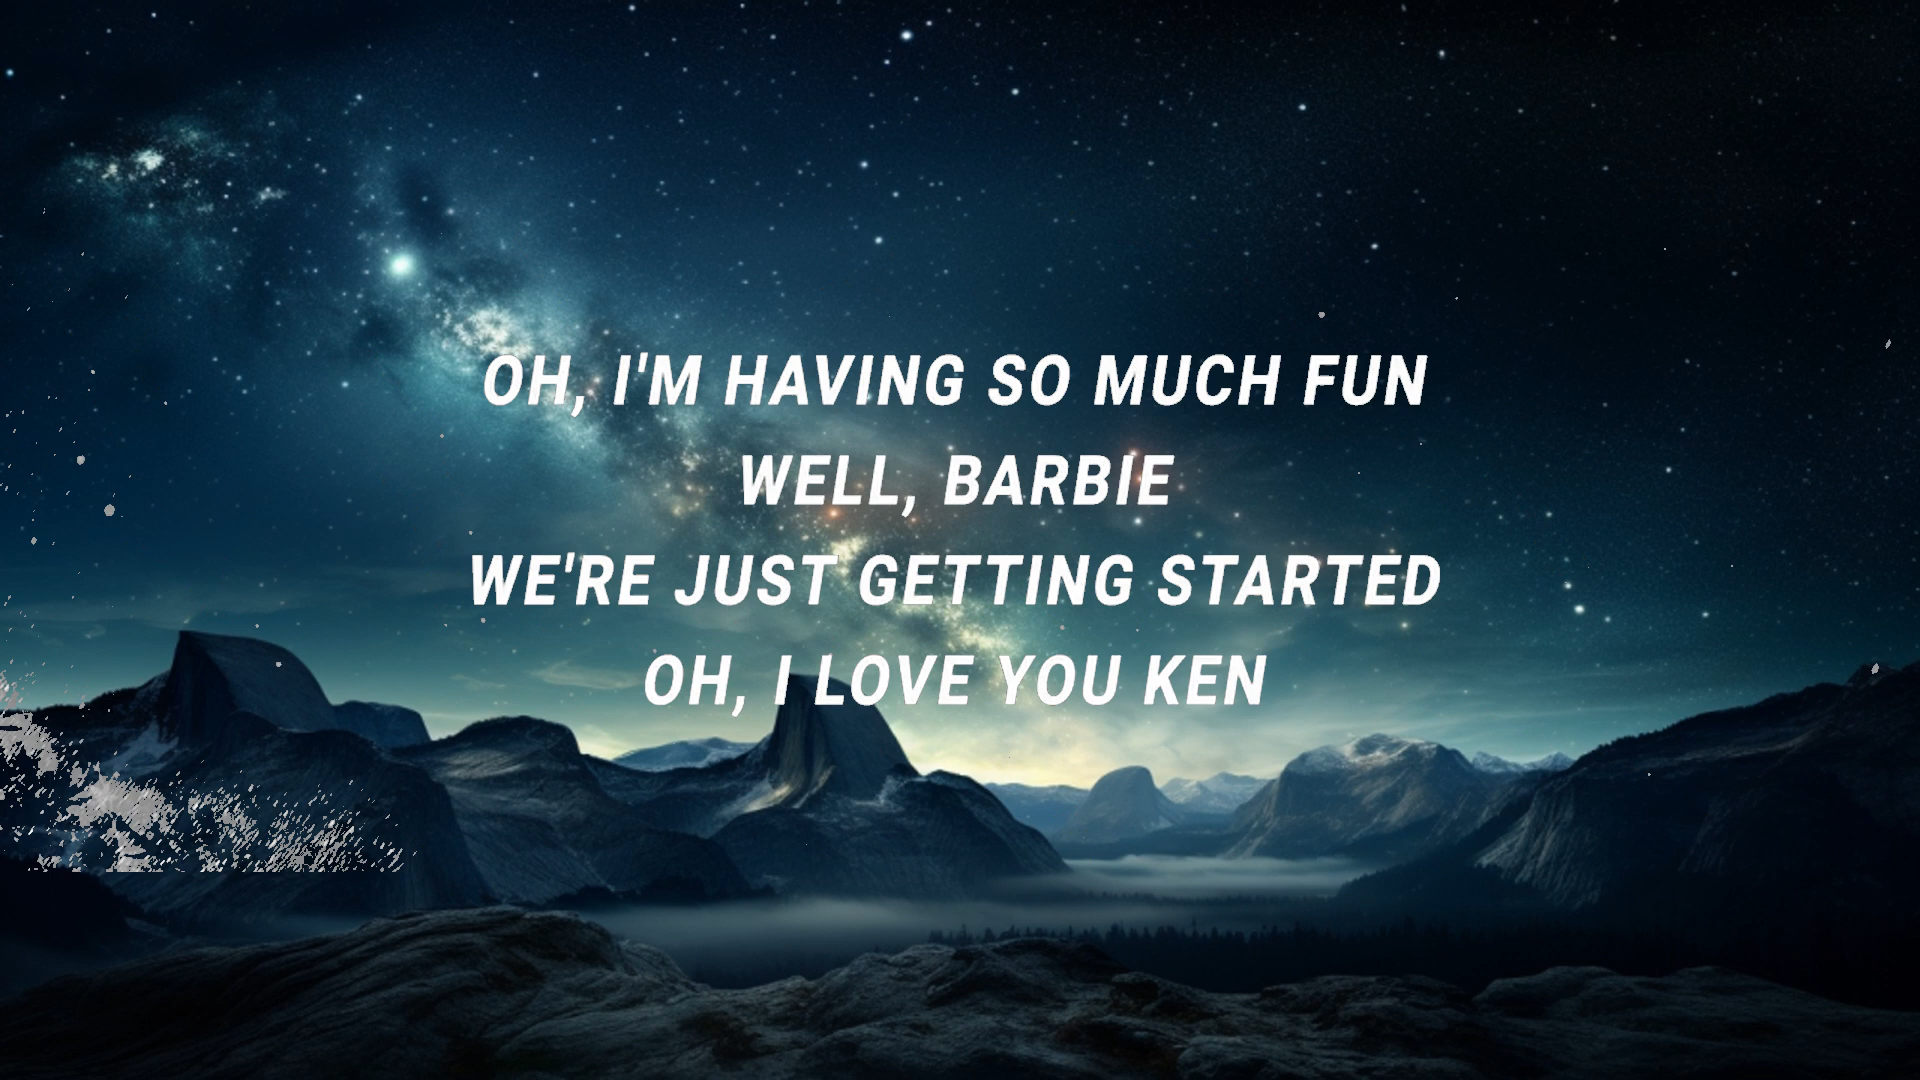 OH, I'M HAVING SO MUCH FUN
WELL, BARBIE
WE'RE JUST GETTING STARTED
OH, I LOVE YOU KEN